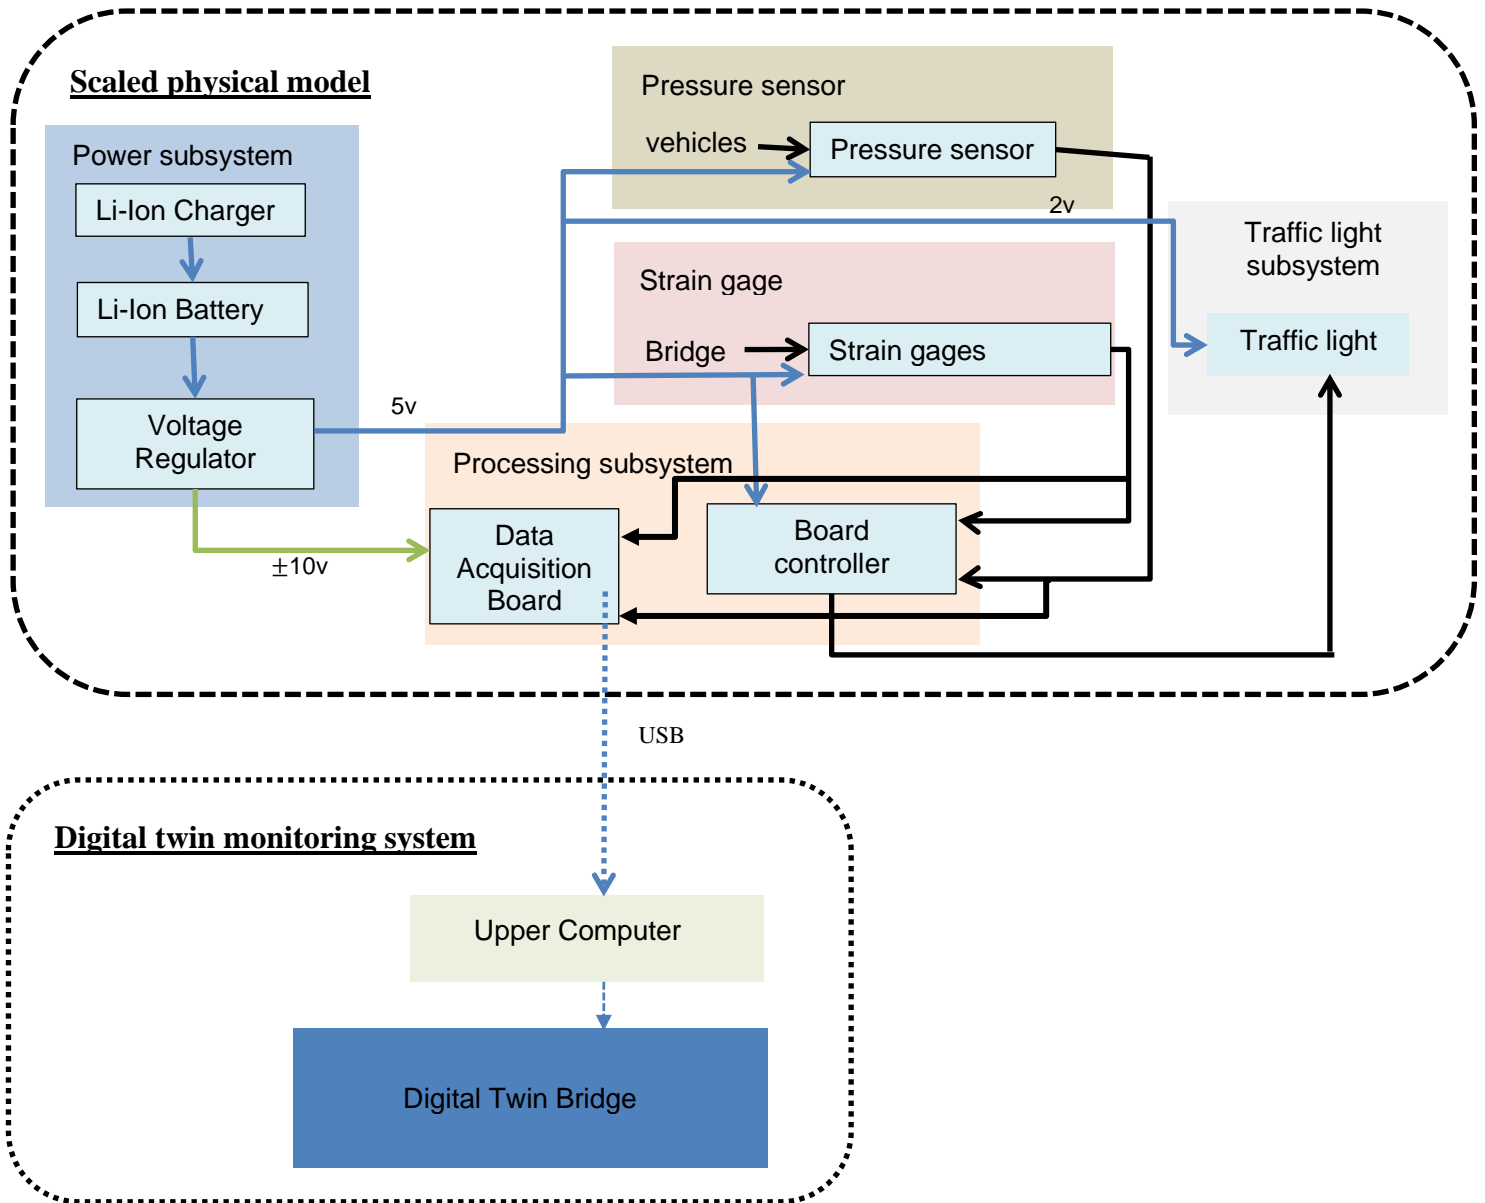 Scaled physical model
Power subsystem
Li-Ion Charger
Li-Ion Battery
Voltage
Regulator
5v
±10v
Pressure sensor
vehicles
Pressure sensor
2v
Strain gage
Bridge
Strain gages
Traffic light
subsystem
Traffic light
Processing subsystem
Data
Acquisition
Board
Board
controller
USB
Digital twin monitoring system
Upper Computer
Digital Twin Bridge